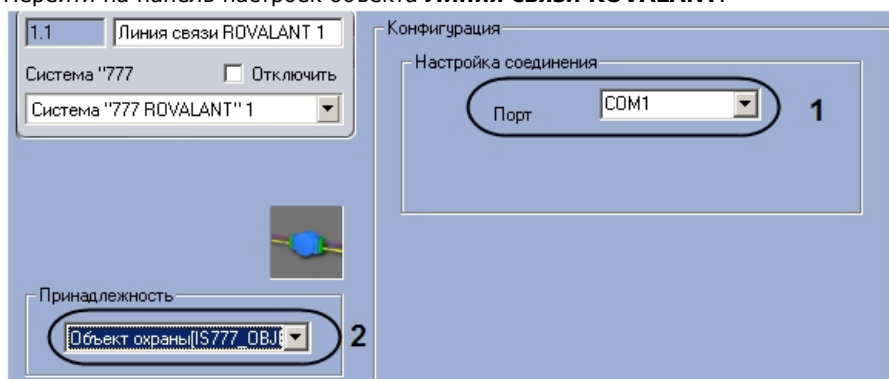 Перейти на панель настроек объекта Линия связи ROVALANT.
1.1 Линия связи ROVALANT 1
Система "777 Отключить
Система "777 ROVALANT" 1
Конфигурация
Настройка соединения
Порт COM1 1
Принадлежность
Объект охраны[IS777_OBJE 2